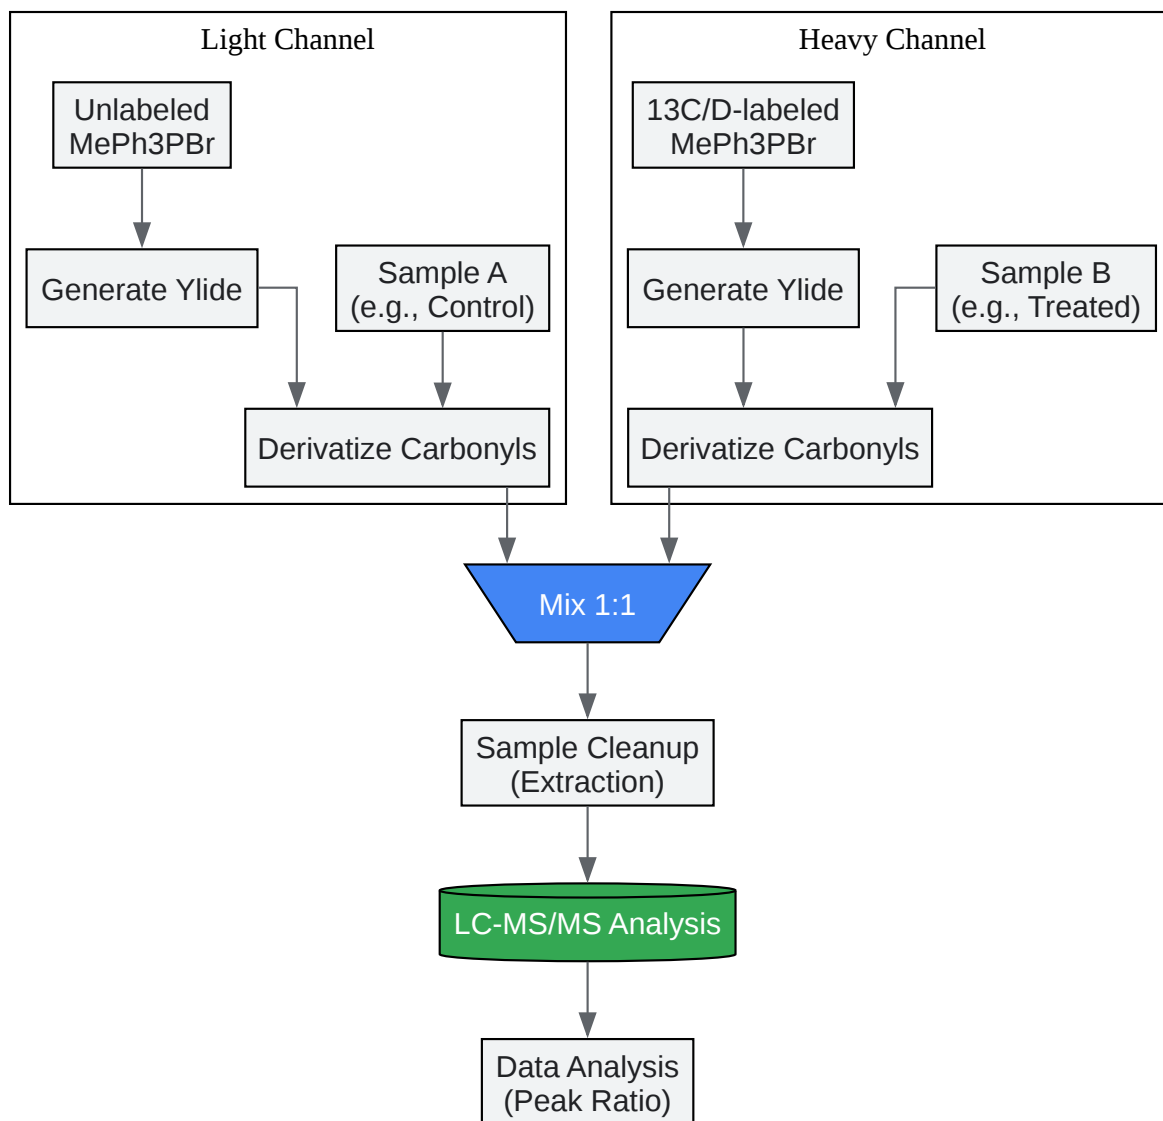 Light Channel
Unlabeled
MePh3PBr
Generate Ylide
Sample A
(e.g., Control)
Derivatize Carbonyls
Heavy Channel
13C/D-labeled
MePh3PBr
Generate Ylide
Sample B
(e.g., Treated)
Derivatize Carbonyls
Mix 1:1
Sample Cleanup
(Extraction)
LC-MS/MS Analysis
Data Analysis
(Peak Ratio)